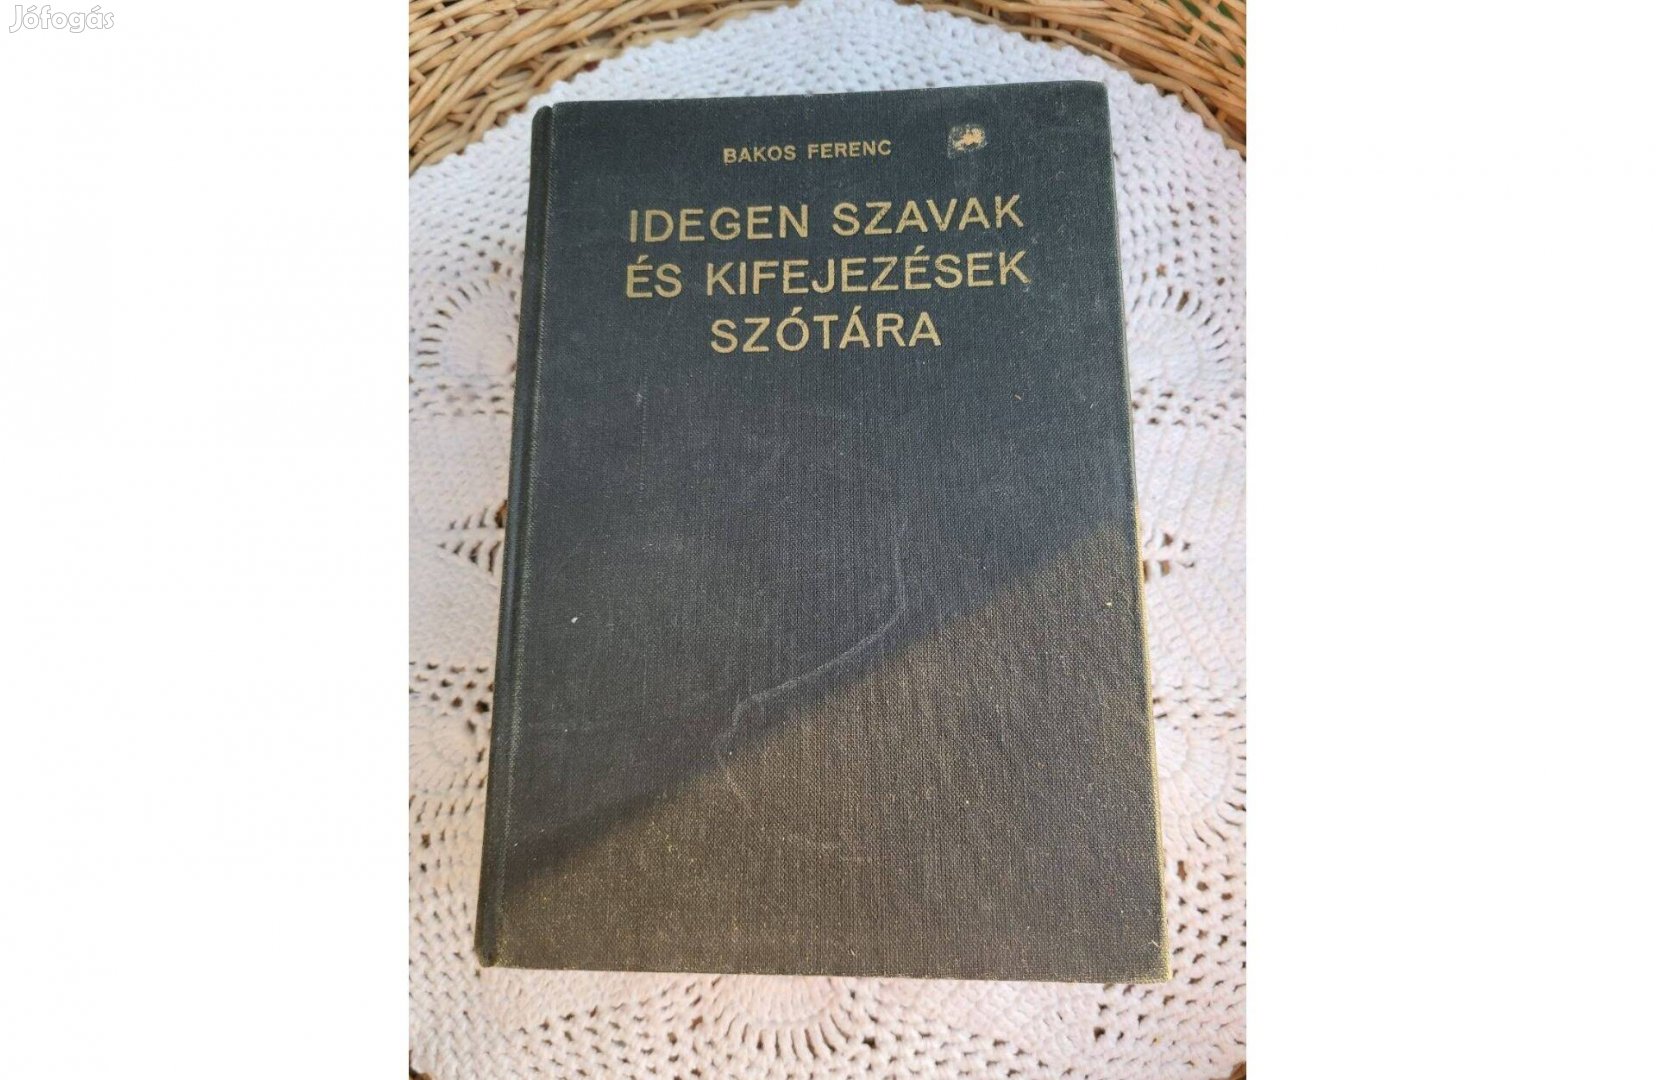 Jófogás
BAKOS FERENC
IDEGEN SZAVAK
ÉS KIFEJEZÉSEK
SZÓTÁRA